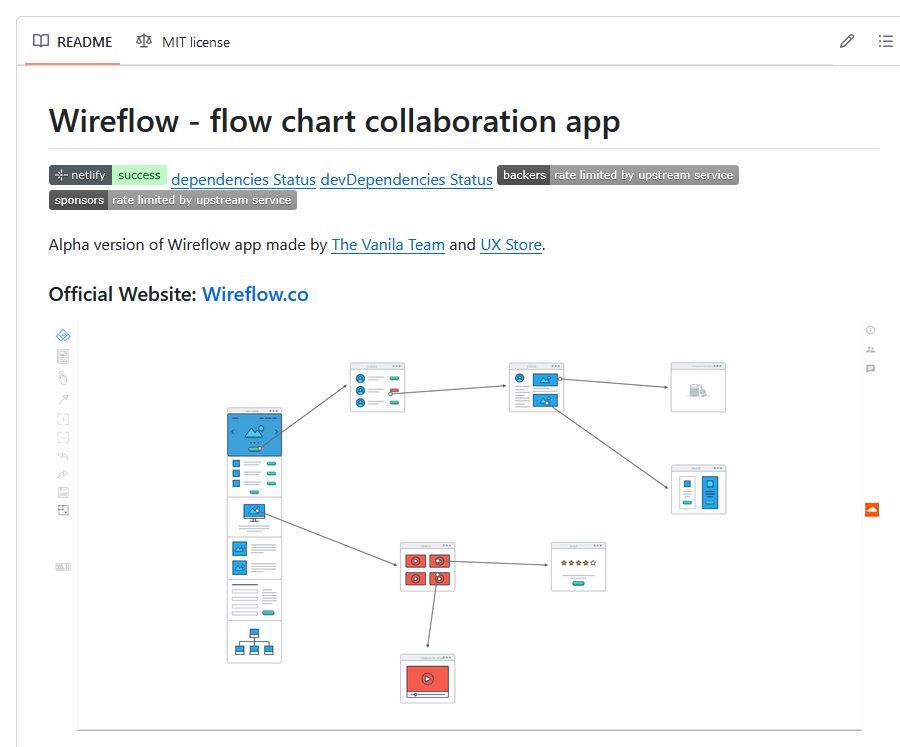 README MIT license
Wireflow - flow chart collaboration app
netlify success dependencies Status devDependencies Status backers rate limited by upstream service
sponsors rate limited by upstream service
Alpha version of Wireflow app made by The Vanila Team and UX Store.
Official Website: Wireflow.co